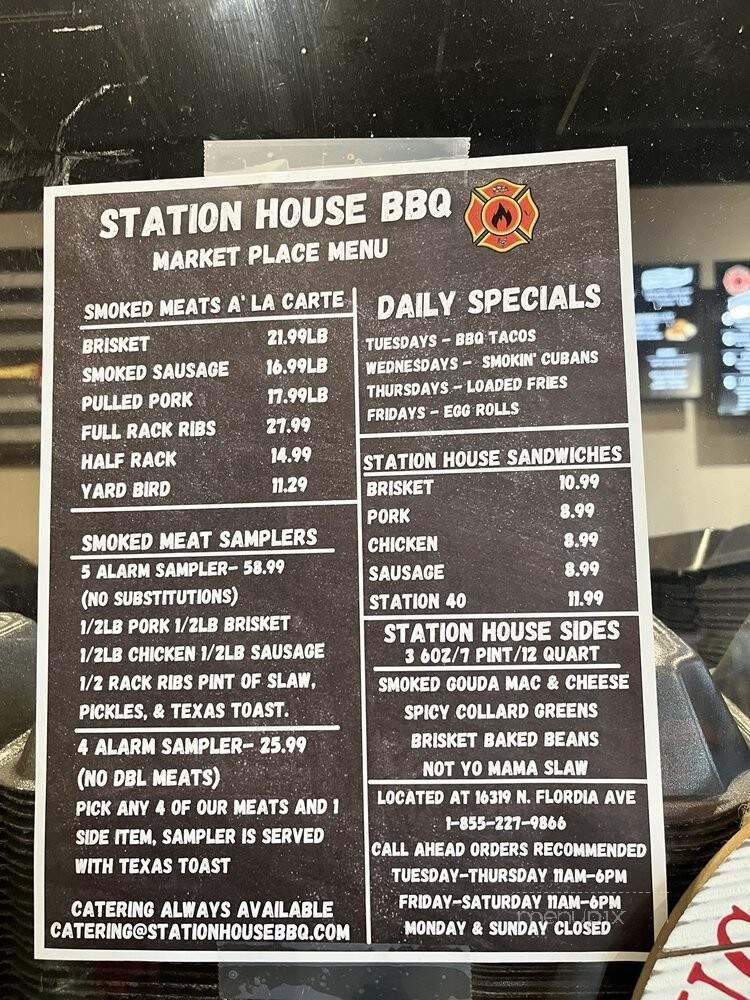 STATION HOUSE BBQ
MARKET PLACE MENU
SMOKED MEATS A' LA CARTE
BRISKET 21.99LB
SMOKED SAUSAGE 16.99LB
PULLED PORK 17.99LB
FULL RACK RIBS 27.99
HALF RACK 14.99
YARD BIRD 11.29
SMOKED MEAT SAMPLERS
5 ALARM SAMPLER- 58.99
(NO SUBSTITUTIONS)
1/2LB PORK 1/2LB BRISKET
1/2LB CHICKEN 1/2LB SAUSAGE
1/2 RACK RIBS PINT OF SLAW,
PICKLES, & TEXAS TOAST.
4 ALARM SAMPLER- 25.99
(NO DBL MEATS)
PICK ANY 4 OF OUR MEATS AND 1
SIDE ITEM, SAMPLER IS SERVED
WITH TEXAS TOAST
CATERING ALWAYS AVAILABLE
CATERING@STATIONHOUSEBBQ.COM
DAILY SPECIALS
TUESDAYS - BBQ TACOS
WEDNESDAYS - SMOKIN' CUBANS
THURSDAYS - LOADED FRIES
FRIDAYS - EGG ROLLS
STATION HOUSE SANDWICHES
BRISKET 10.99
PORK 8.99
CHICKEN 8.99
SAUSAGE 8.99
STATION 40 11.99
STATION HOUSE SIDES
3 6OZ/7 PINT/12 QUART
SMOKED GOUDA MAC & CHEESE
SPICY COLLARD GREENS
BRISKET BAKED BEANS
NOT YO MAMA SLAW
LOCATED AT 16319 N. FLORDIA AVE
1-855-227-9866
CALL AHEAD ORDERS RECOMMENDED
TUESDAY-THURSDAY 11AM-6PM
FRIDAY-SATURDAY 11AM-6PM
MONDAY & SUNDAY CLOSED
menupix